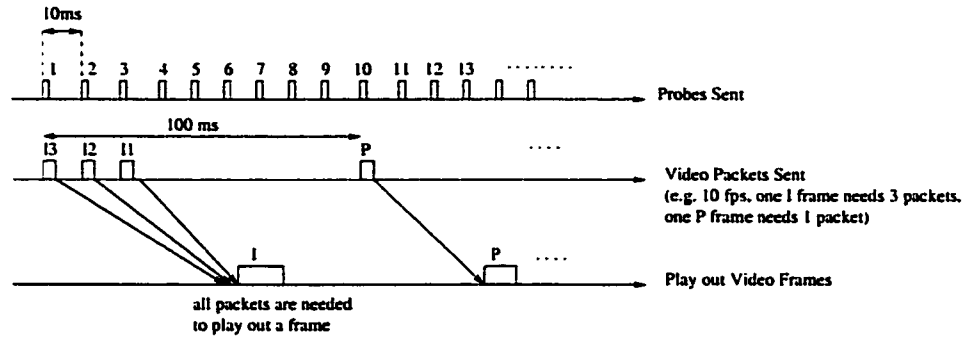 10ms
1 2 3 4 5 6 7 8 9 10 11 12 13 ........
Probes Sent
100 ms
I3 I2 I1 P ....
Video Packets Sent
(e.g. 10 fps, one I frame needs 3 packets,
one P frame needs 1 packet)
I P ....
Play out Video Frames
all packets are needed
to play out a frame